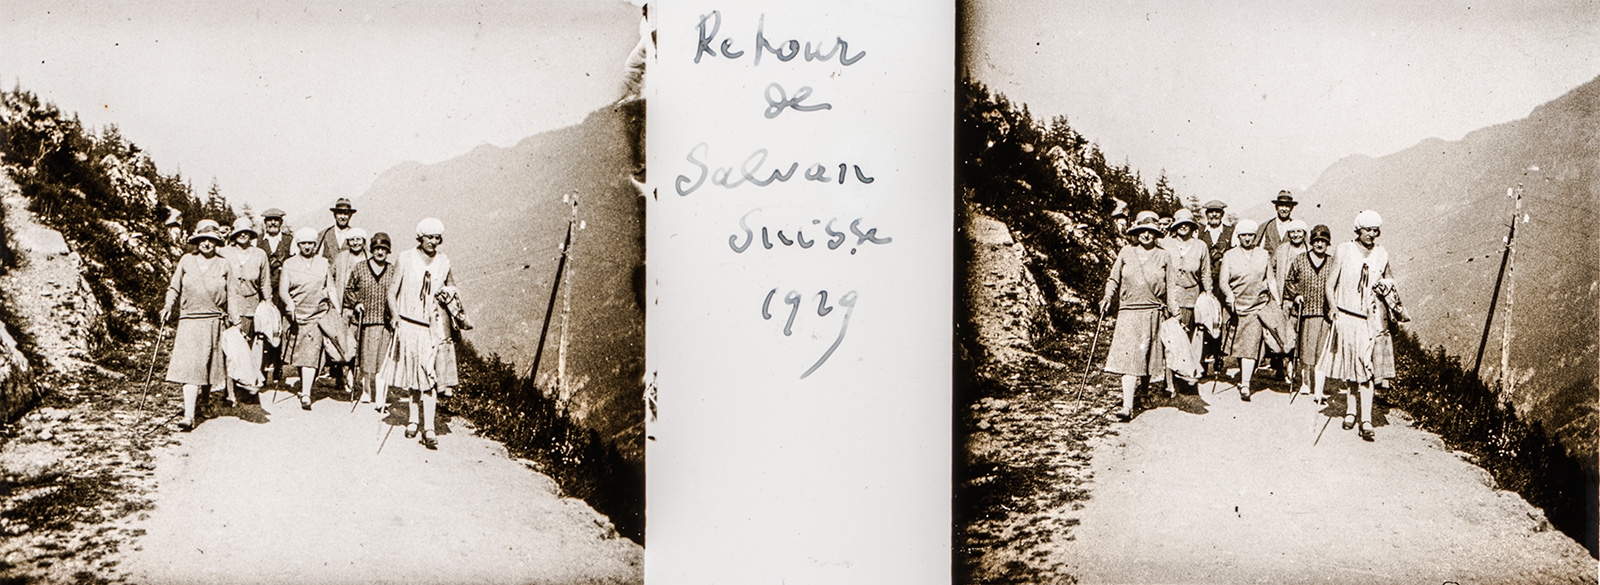 Retour
de
Salvan
Suisse
1929